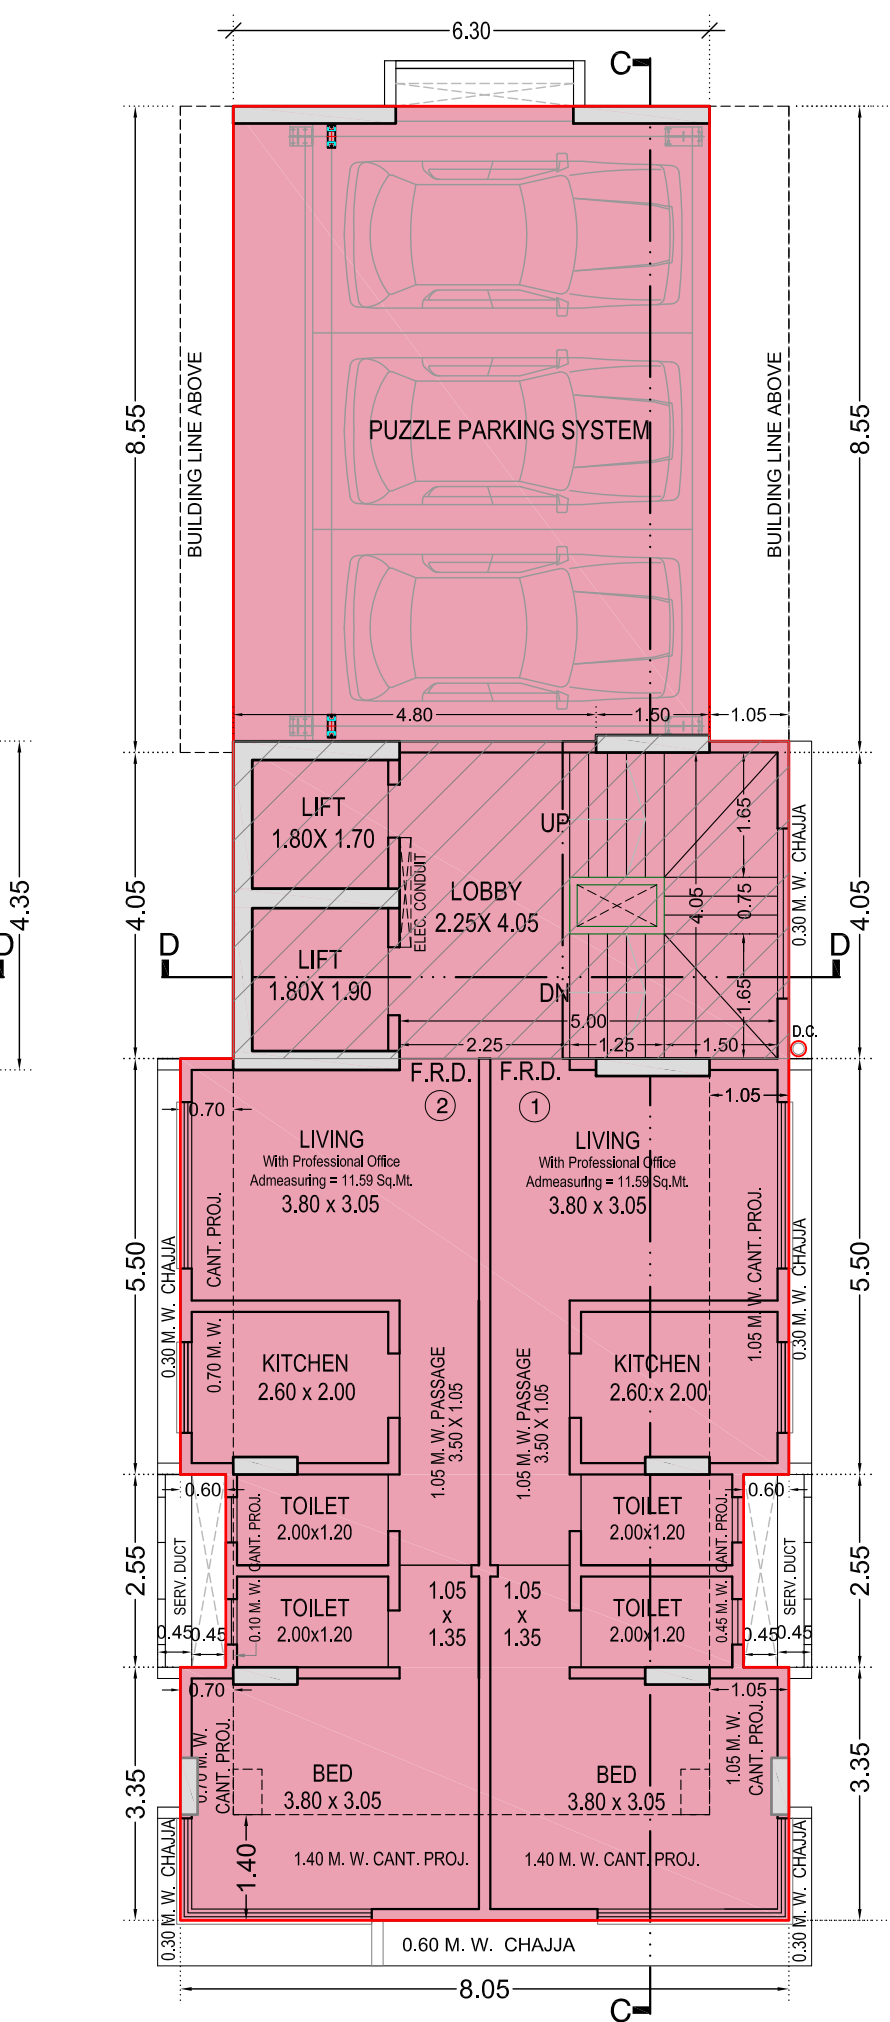 6.30
C
BUILDING LINE ABOVE
BUILDING LINE ABOVE
8.55
8.55
PUZZLE PARKING SYSTEM
4.80
1.50
1.05
LIFT
1.80X 1.70
UP
1.65
0.30 M. W. CHAJJA
4.35
4.05
ELEC. CONDUIT
LOBBY
2.25X 4.05
4.05
0.75
4.05
D
D
D
LIFT
1.80X 1.90
DN
1.65
5.00
2.25
1.25
1.50
D.C.
F.R.D.
2
F.R.D.
1
0.70
1.05
LIVING
With Professional Office
Admeasuring = 11.59 Sq.Mt.
3.80 x 3.05
LIVING
With Professional Office
Admeasuring = 11.59 Sq.Mt.
3.80 x 3.05
5.50
0.30 M. W. CHAJJA
0.70 M. W.
CANT. PROJ.
1.05 M. W. CANT. PROJ.
0.30 M. W. CHAJJA
5.50
KITCHEN
2.60 x 2.00
1.05 M. W. PASSAGE
3.50 X 1.05
1.05 M. W. PASSAGE
3.50 X 1.05
KITCHEN
2.60 x 2.00
0.60
0.60
TOILET
2.00x1.20
TOILET
2.00x1.20
2.55
SERV. DUCT
0.10 M. W. CANT. PROJ.
0.45 M. W. CANT. PROJ.
SERV. DUCT
2.55
TOILET
2.00x1.20
1.05
x
1.35
1.05
x
1.35
TOILET
2.00x1.20
0.45
0.45
0.45
0.45
0.70
1.05
0.70 M. W.
CANT. PROJ.
BED
3.80 x 3.05
BED
3.80 x 3.05
1.05 M. W.
CANT. PROJ.
3.35
3.35
1.40
1.40 M. W. CANT. PROJ.
1.40 M. W. CANT. PROJ.
0.30 M. W. CHAJJA
0.30 M. W. CHAJJA
0.60 M. W. CHAJJA
8.05
C